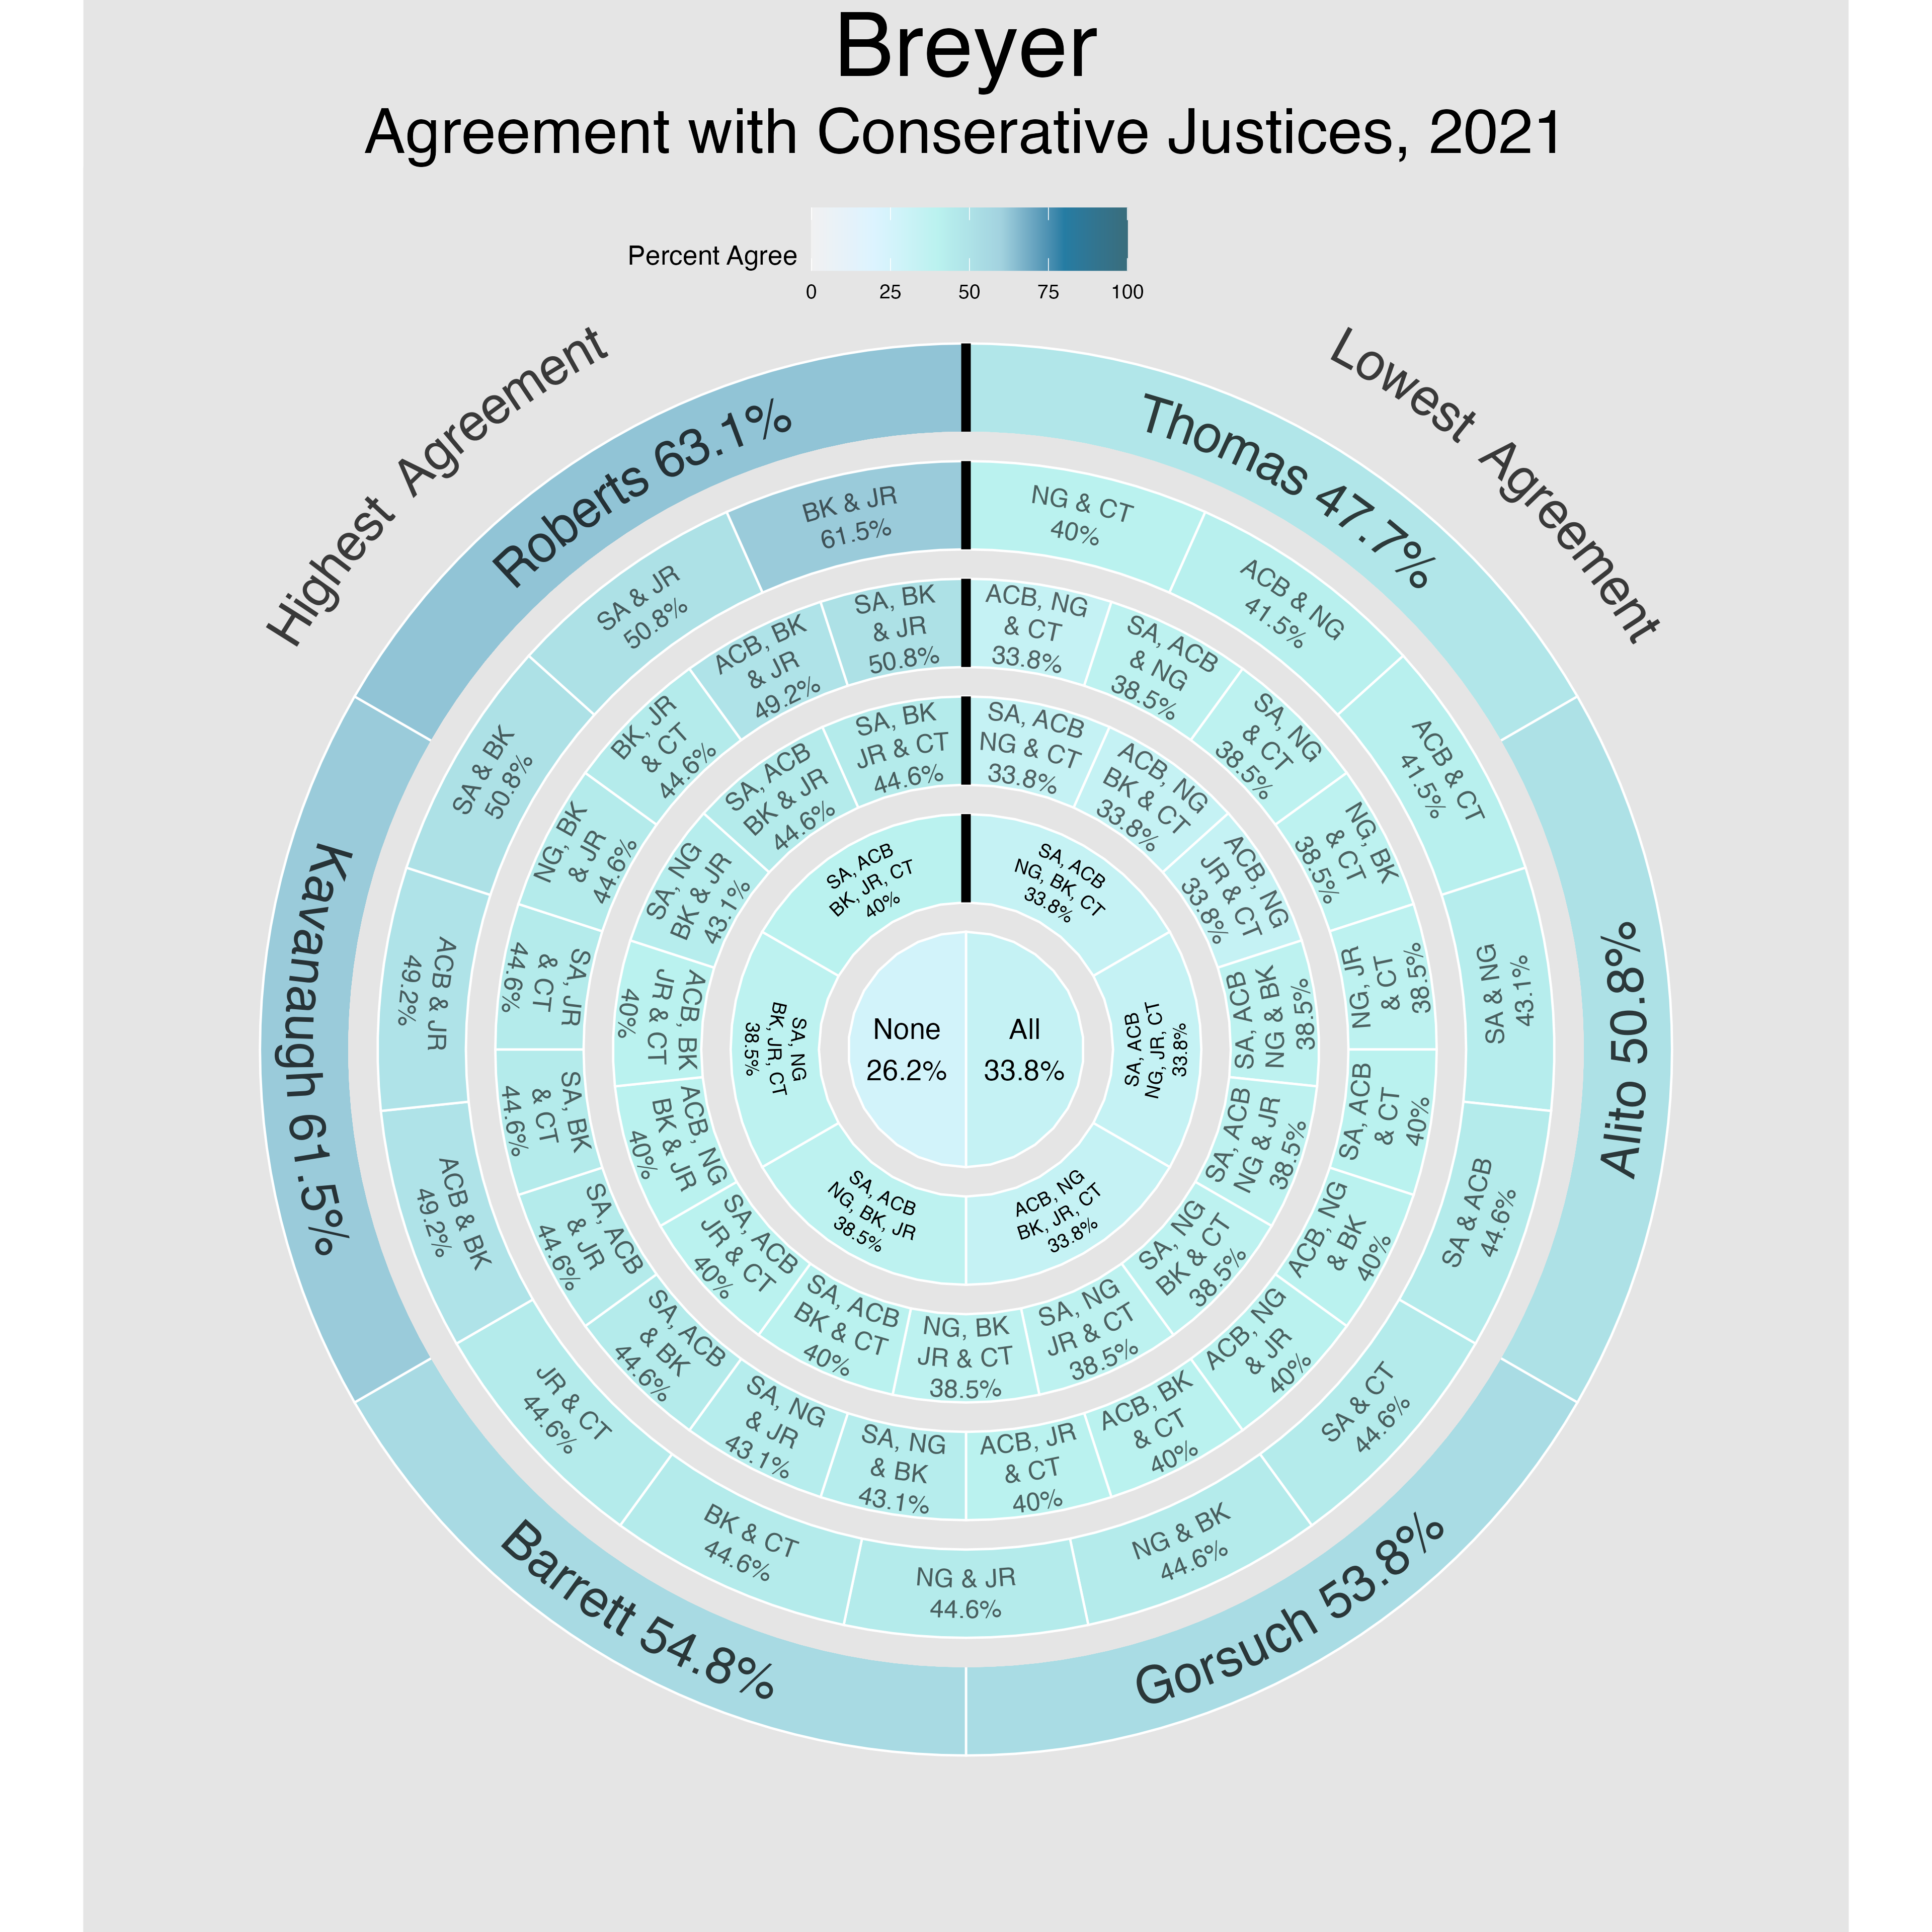 Breyer
Agreement with Conserative Justices, 2021
Percent Agree
0 25 50 75 100
Highest Agreement
Lowest Agreement
Thomas 47.7%
Alito 50.8%
Gorsuch 53.8%
Barrett 54.8%
Kavanaugh 61.5%
Roberts 63.1%
NG & CT
40%
ACB & NG
41.5%
ACB & CT
41.5%
SA & NG
43.1%
SA & ACB
44.6%
SA & CT
44.6%
NG & BK
44.6%
NG & JR
44.6%
BK & CT
44.6%
JR & CT
44.6%
ACB & BK
49.2%
ACB & JR
49.2%
SA & BK
50.8%
SA & JR
50.8%
BK & JR
61.5%
ACB, NG
& CT
33.8%
SA, ACB
& NG
38.5%
SA, NG
& CT
38.5%
NG, BK
& CT
38.5%
NG, JR
& CT
38.5%
SA, ACB
& CT
40%
ACB, NG
& BK
40%
ACB, NG
& JR
40%
ACB, BK
& CT
40%
ACB, JR
& CT
40%
SA, NG
& BK
43.1%
SA, NG
& JR
43.1%
SA, ACB
& BK
44.6%
SA, ACB
& JR
44.6%
SA, BK
& CT
44.6%
SA, JR
& CT
44.6%
NG, BK
& JR
44.6%
BK, JR
& CT
44.6%
ACB, BK
& JR
49.2%
SA, BK
& JR
50.8%
SA, ACB
NG & CT
33.8%
ACB, NG
BK & CT
33.8%
ACB, NG
JR & CT
33.8%
SA, ACB
NG & BK
38.5%
SA, ACB
NG & JR
38.5%
SA, NG
BK & CT
38.5%
SA, NG
JR & CT
38.5%
NG, BK
JR & CT
38.5%
SA, ACB
BK & CT
40%
SA, ACB
JR & CT
40%
ACB, NG
BK & JR
40%
ACB, BK
JR & CT
40%
SA, NG
BK & JR
43.1%
SA, ACB
BK & JR
44.6%
SA, BK
JR & CT
44.6%
SA, ACB
NG, BK, CT
33.8%
SA, ACB
NG, JR, CT
33.8%
ACB, NG
BK, JR, CT
33.8%
SA, ACB
NG, BK, JR
38.5%
SA, NG
BK, JR, CT
38.5%
SA, ACB
BK, JR, CT
40%
None
26.2%
All
33.8%